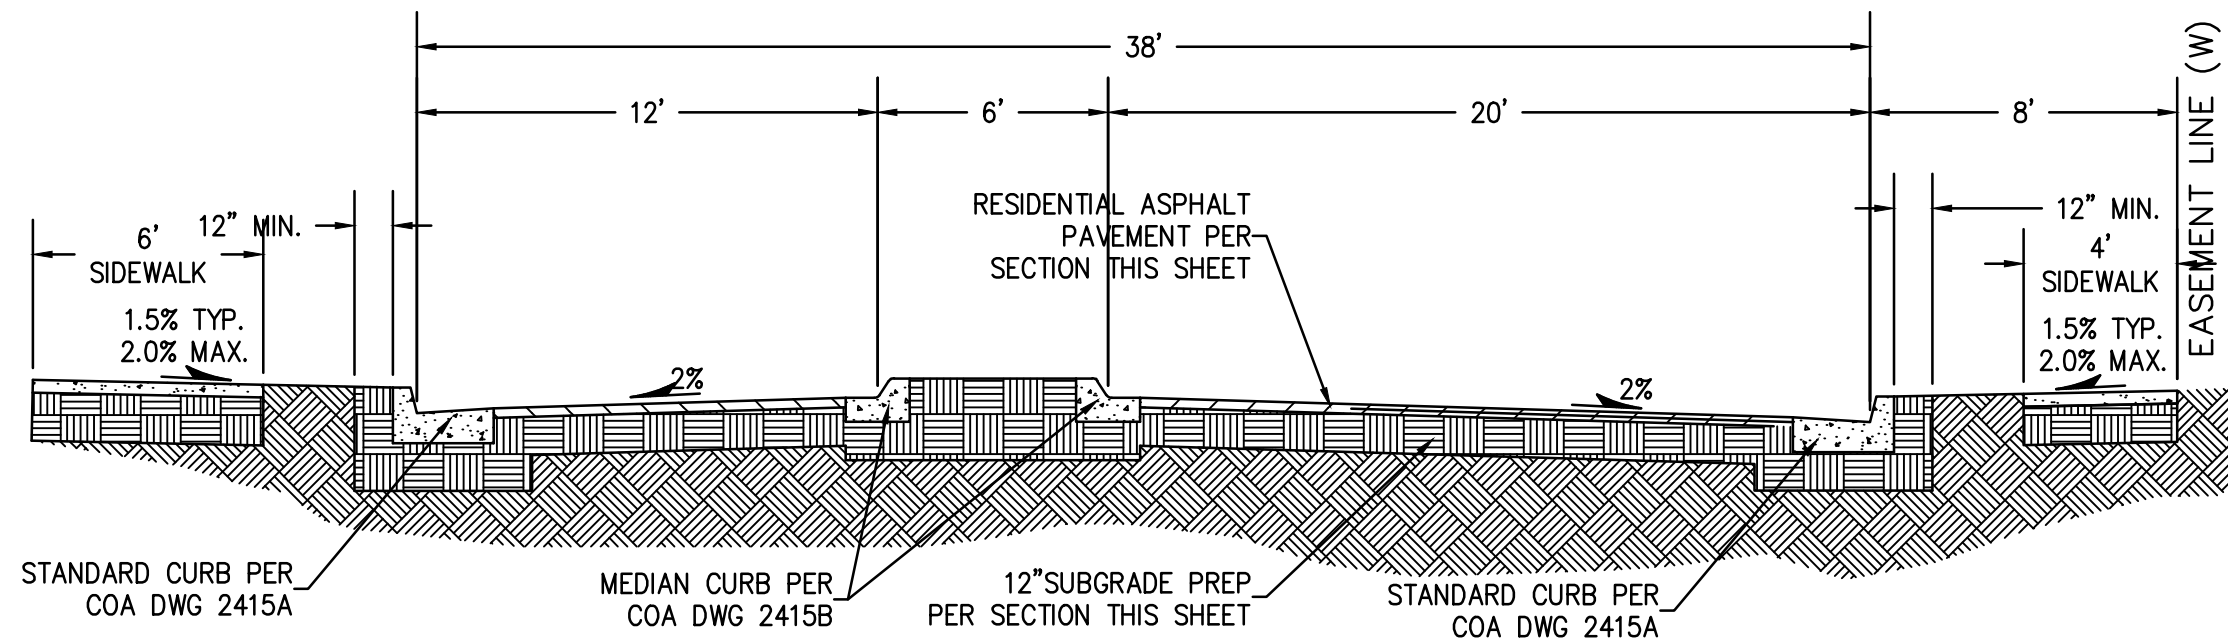 38'
12'
6'
20'
8'
EASEMENT LINE (W)
RESIDENTIAL ASPHALT
PAVEMENT PER
SECTION THIS SHEET
12" MIN.
6'
SIDEWALK
1.5% TYP.
2.0% MAX.
12" MIN.
4'
SIDEWALK
1.5% TYP.
2.0% MAX.
2%
2%
STANDARD CURB PER
COA DWG 2415A
MEDIAN CURB PER
COA DWG 2415B
12"SUBGRADE PREP
PER SECTION THIS SHEET
STANDARD CURB PER
COA DWG 2415A